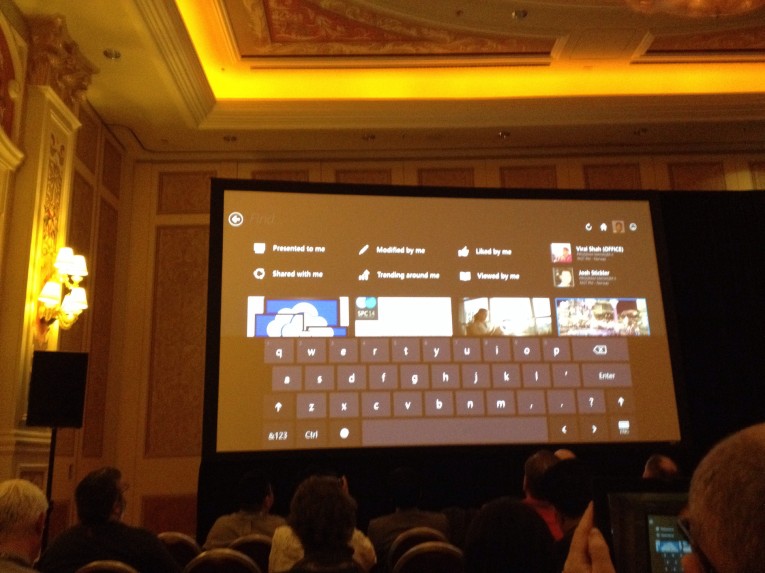 Find
Presented to me
Modified by me
Liked by me
Viral Shah (OFFICE)
Shared with me
Trending around me
Viewed by me
Josh Stickler
SPC14
q w e r t y u i o p
a s d f g h j k l ' Enter
z x c v b n m , . ?
&123 Ctrl < >